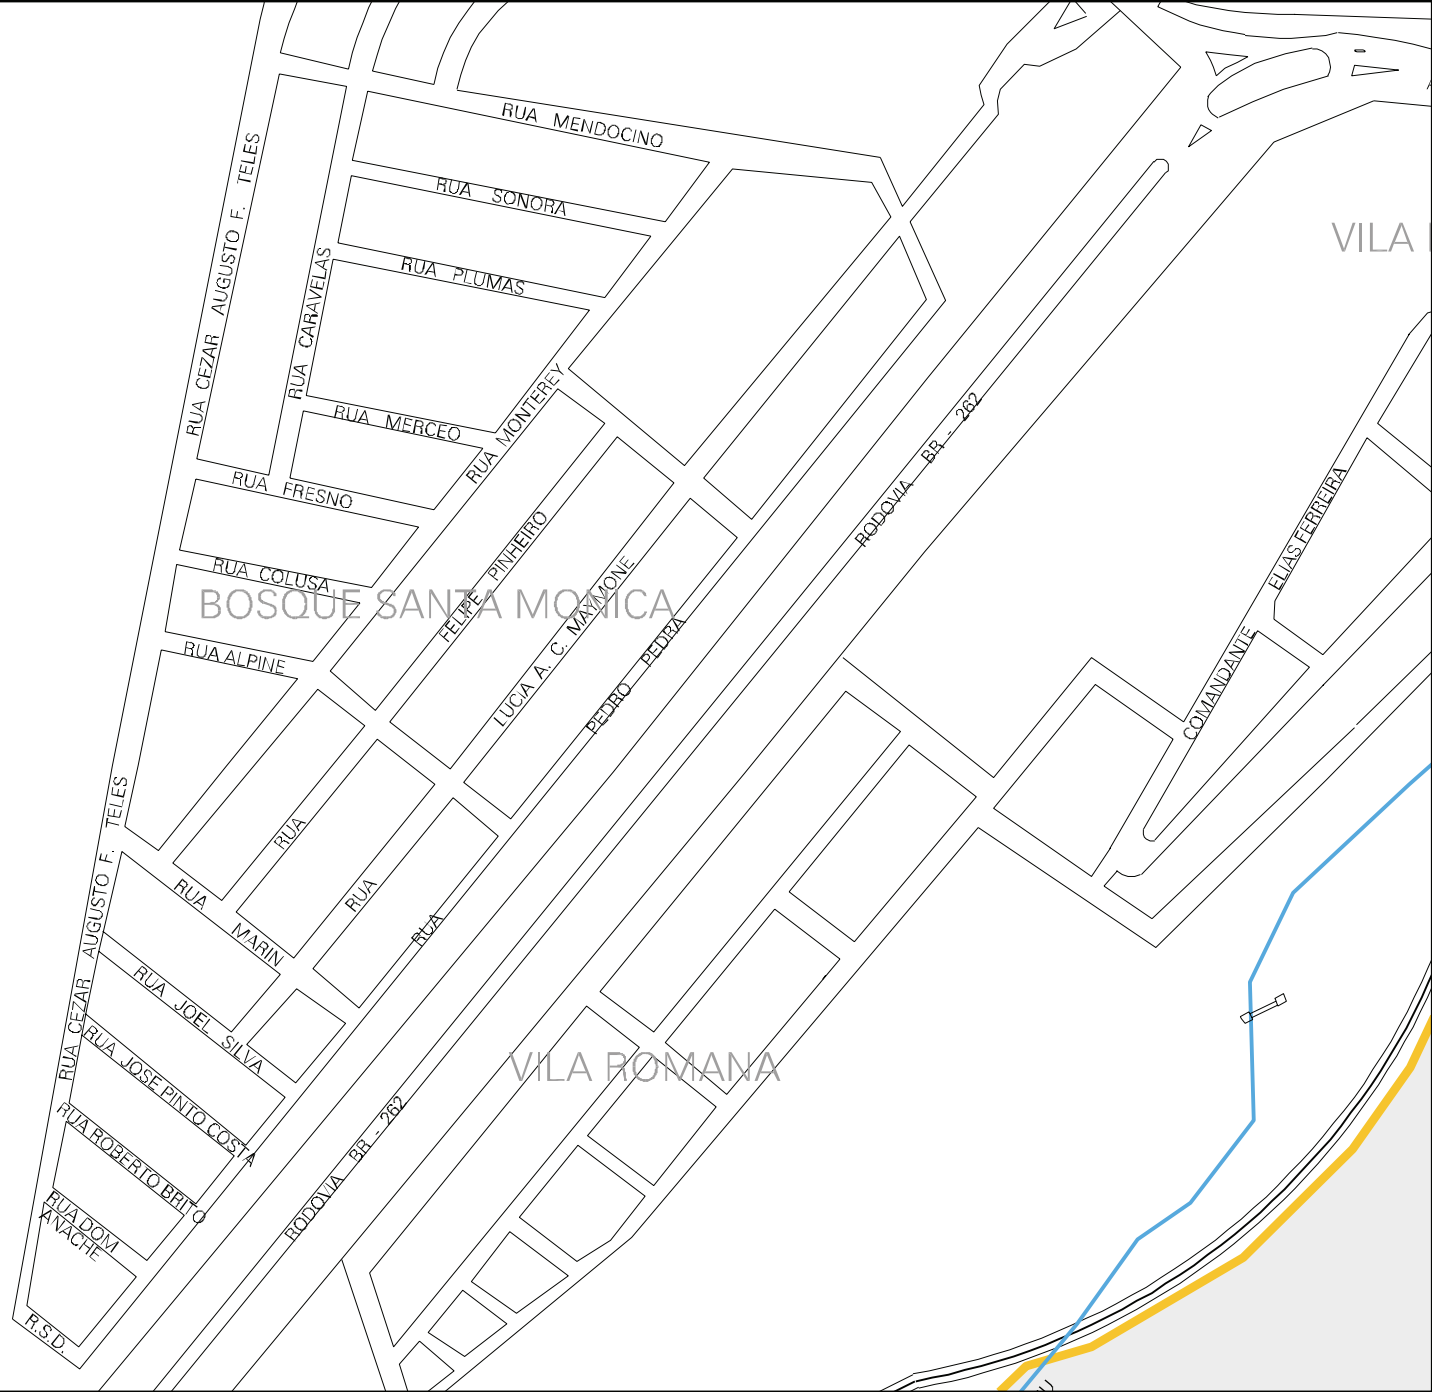 RUA MENDOCINO
RUA CEZAR AUGUSTO F. TELES
RUA SONORA
VILA
RUA PLUMAS
RUA CARAVELAS
RUA MONTEREY
RODOVIA BR - 262
RUA MERCEO
RUA FRESNO
COMANDANTE ELIAS FERREIRA
RUA COLUSA
BOSQUE SANTA MONICA
RUA FELIPE PINHEIRO
RUA LUCIA A. C. MAYMONE
RUA PEDRO PEDRA
RUA ALPINE
RUA CEZAR AUGUSTO F. TELES
RUA MARIN
RUA JOEL SILVA
RUA JOSE PINTO COSTA
VILA ROMANA
RODOVIA BR - 262
RUA ROBERTO BRITO
RUA DOM
ANACHE
R.S.D.